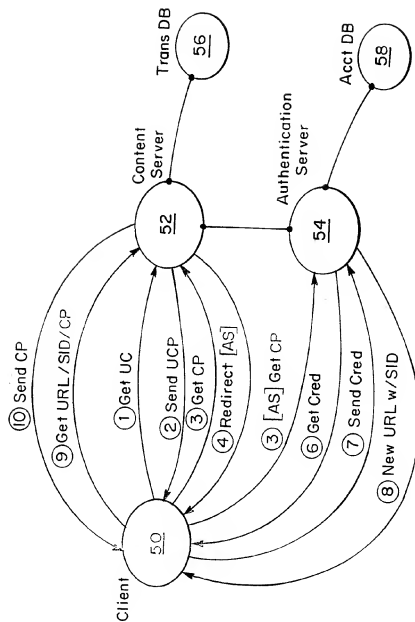 Client
50
Content
Server
52
Trans DB
56
Authentication
Server
54
Acct DB
58
⑩ Send CP
⑨ Get URL/SID/CP
① Get UC
② Send UCP
③ Get CP
④ Redirect [AS]
③ [AS] Get CP
⑥ Get Cred
⑦ Send Cred
⑧ New URL w/SID